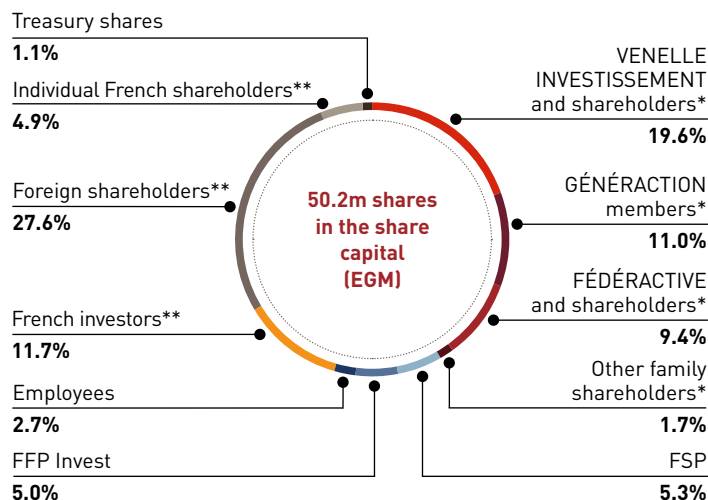 Treasury shares
1.1%
Individual French shareholders**
4.9%
Foreign shareholders**
27.6%
French investors**
11.7%
Employees
2.7%
FFP Invest
5.0%
50.2m shares
in the share
capital
(EGM)
VENELLE
INVESTISSEMENT
and shareholders*
19.6%
GÉNÉRACTION
members*
11.0%
FÉDÉRACTIVE
and shareholders*
9.4%
Other family
shareholders*
1.7%
FSP
5.3%